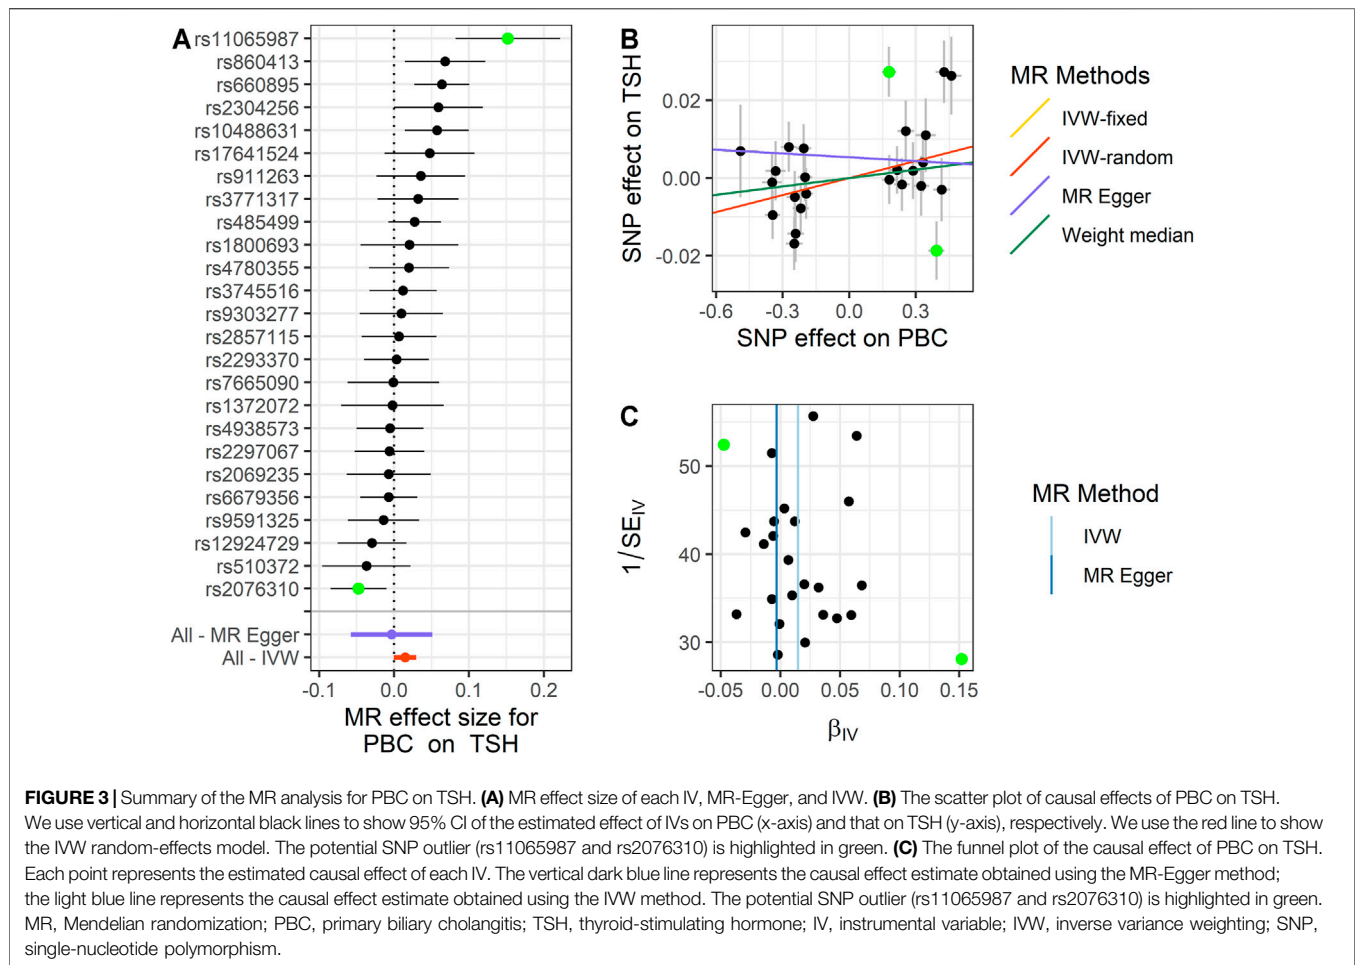 A
rs11065987
rs860413
rs660895
rs2304256
rs10488631
rs17641524
rs911263
rs3771317
rs485499
rs1800693
rs4780355
rs3745516
rs9303277
rs2857115
rs2293370
rs7665090
rs1372072
rs4938573
rs2297067
rs2069235
rs6679356
rs9591325
rs12924729
rs510372
rs2076310
All - MR Egger
All - IVW
-0.1 0.0 0.1 0.2
MR effect size for
PBC on TSH
B
SNP effect on TSH
0.02
0.00
-0.02
-0.6 -0.3 0.0 0.3
SNP effect on PBC
MR Methods
IVW-fixed
IVW-random
MR Egger
Weight median
C
1/SEIV
50
40
30
-0.05 0.00 0.05 0.10 0.15
βIV
MR Method
IVW
MR Egger
FIGURE 3 | Summary of the MR analysis for PBC on TSH. (A) MR effect size of each IV, MR-Egger, and IVW. (B) The scatter plot of causal effects of PBC on TSH.
We use vertical and horizontal black lines to show 95% CI of the estimated effect of IVs on PBC (x-axis) and that on TSH (y-axis), respectively. We use the red line to show
the IVW random-effects model. The potential SNP outlier (rs11065987 and rs2076310) is highlighted in green. (C) The funnel plot of the causal effect of PBC on TSH.
Each point represents the estimated causal effect of each IV. The vertical dark blue line represents the causal effect estimate obtained using the MR-Egger method;
the light blue line represents the causal effect estimate obtained using the IVW method. The potential SNP outlier (rs11065987 and rs2076310) is highlighted in green.
MR, Mendelian randomization; PBC, primary biliary cholangitis; TSH, thyroid-stimulating hormone; IV, instrumental variable; IVW, inverse variance weighting; SNP,
single-nucleotide polymorphism.